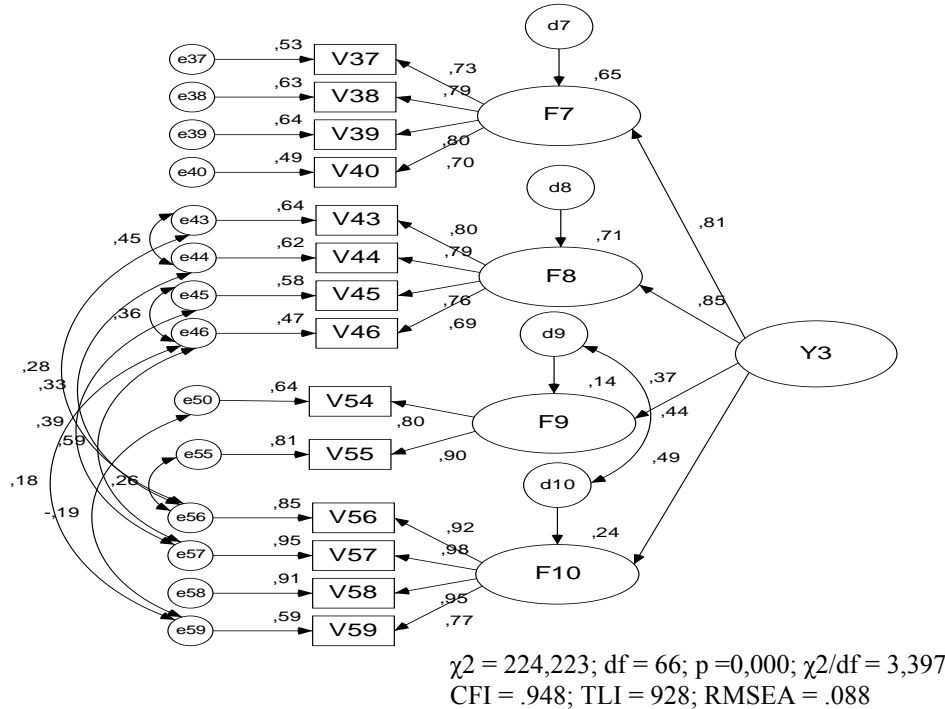 d7
e37 ,53 V37 ,73 ,65
e38 ,63 V38 ,79 F7
e39 ,64 V39 ,80
e40 ,49 V40 ,70
d8
e43 ,64 V43 ,80 ,71 ,81
,45 e44 ,62 V44 ,79 F8
e45 ,58 V45 ,76 ,85
,36 e46 ,47 V46 ,69
d9 Y3
,28 ,33 ,14 ,37
e50 ,64 V54 ,80 F9 ,44
,39 ,59 e55 ,81 V55 ,90 ,49
,18 ,26 d10
-,19 e56 ,85 V56 ,92 ,24
e57 ,95 V57 ,98 F10
e58 ,91 V58 ,95
e59 ,59 V59 ,77
χ2 = 224,223; df = 66; p =0,000; χ2/df = 3,397
CFI = .948; TLI = 928; RMSEA = .088